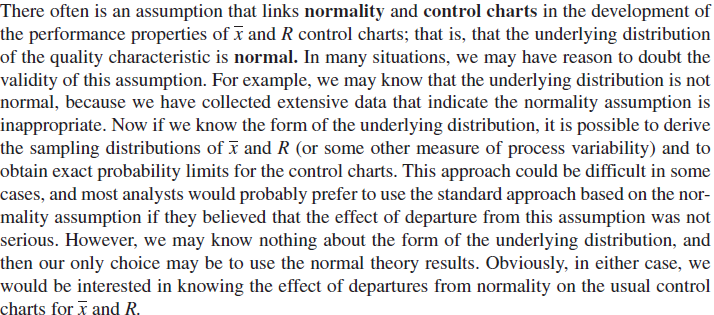 There often is an assumption that links normality and control charts in the development of
the performance properties of x̄ and R control charts; that is, that the underlying distribution
of the quality characteristic is normal. In many situations, we may have reason to doubt the
validity of this assumption. For example, we may know that the underlying distribution is not
normal, because we have collected extensive data that indicate the normality assumption is
inappropriate. Now if we know the form of the underlying distribution, it is possible to derive
the sampling distributions of x̄ and R (or some other measure of process variability) and to
obtain exact probability limits for the control charts. This approach could be difficult in some
cases, and most analysts would probably prefer to use the standard approach based on the nor-
mality assumption if they believed that the effect of departure from this assumption was not
serious. However, we may know nothing about the form of the underlying distribution, and
then our only choice may be to use the normal theory results. Obviously, in either case, we
would be interested in knowing the effect of departures from normality on the usual control
charts for x̄ and R.